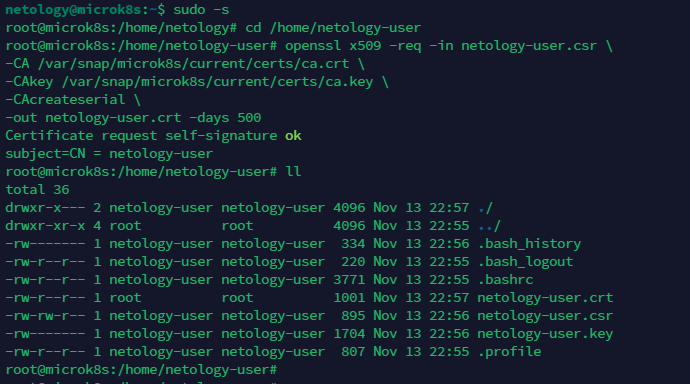 netology@microk8s:~$ sudo -s
root@microk8s:/home/netology# cd /home/netology-user
root@microk8s:/home/netology-user# openssl x509 -req -in netology-user.csr \
-CA /var/snap/microk8s/current/certs/ca.crt \
-CAkey /var/snap/microk8s/current/certs/ca.key \
-CAcreateserial \
-out netology-user.crt -days 500
Certificate request self-signature ok
subject=CN = netology-user
root@microk8s:/home/netology-user# ll
total 36
drwxr-x--- 2 netology-user netology-user 4096 Nov 13 22:57 ./
drwxr-xr-x 4 root          root          4096 Nov 13 22:55 ../
-rw------- 1 netology-user netology-user  334 Nov 13 22:56 .bash_history
-rw-r--r-- 1 netology-user netology-user  220 Nov 13 22:55 .bash_logout
-rw-r--r-- 1 netology-user netology-user 3771 Nov 13 22:55 .bashrc
-rw-r--r-- 1 root          root          1001 Nov 13 22:57 netology-user.crt
-rw-rw-r-- 1 netology-user netology-user  895 Nov 13 22:56 netology-user.csr
-rw------- 1 netology-user netology-user 1704 Nov 13 22:56 netology-user.key
-rw-r--r-- 1 netology-user netology-user  807 Nov 13 22:55 .profile
root@microk8s:/home/netology-user#